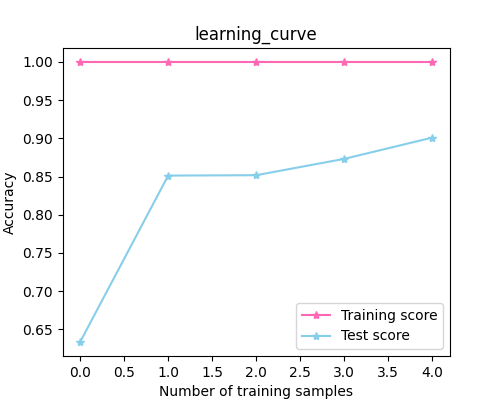 learning_curve
1.00
0.95
0.90
0.85
0.80
0.75
0.70
0.65
Accuracy
Training score
Test score
0.0 0.5 1.0 1.5 2.0 2.5 3.0 3.5 4.0
Number of training samples